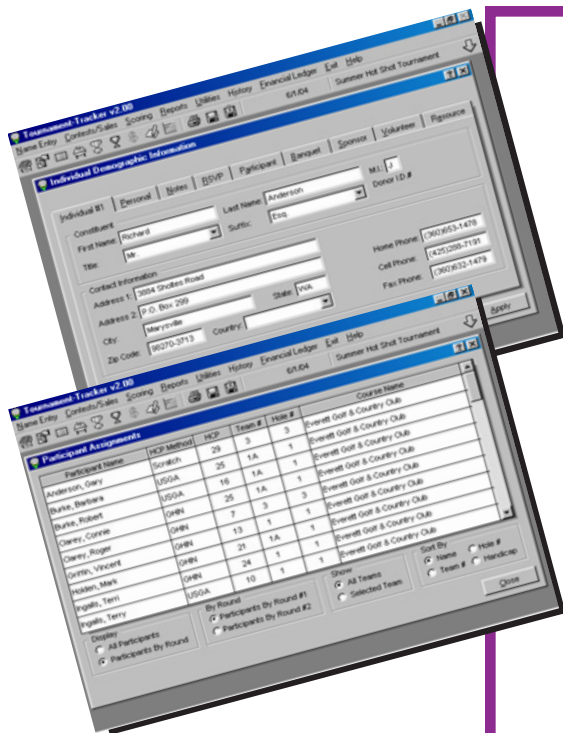 Tournament-Tracker v2.00
Name Entry Contests/Sales Scoring Reports Utilities History Financial Ledger Exit Help
6/1/04 Summer Hot Shot Tournament
Individual Demographic Information
Individual #1 Personal Notes RSVP Participant Banquet Sponsor Volunteer Resource
Constituent
First Name: Richard Last Name: Anderson M.I.: J
Title: Mr. Suffix: Esq. Donor I.D.#
Contact Information
Address 1: 3884 Sholtes Road Home Phone: (360)653-1478
Address 2: P.O. Box 299 Cell Phone: (425)288-7191
City: Marysville State: WA Fax Phone: (360)632-1479
Zip Code: 98270-3713 Country:
Apply
Tournament-Tracker v2.00
Name Entry Contests/Sales Scoring Reports Utilities History Financial Ledger Exit Help
6/1/04 Summer Hot Shot Tournament
Participant Assignments
Participant Name HCP Method HCP Team # Hole # Course Name
Anderson, Gary Scratch 29 3 3 Everett Golf & Country Club
Burke, Barbara USGA 25 1A 1 Everett Golf & Country Club
Burke, Robert USGA 16 1A 1 Everett Golf & Country Club
Clarey, Connie GHIN 25 1A 1 Everett Golf & Country Club
Clarey, Roger GHIN 7 3 3 Everett Golf & Country Club
Griffin, Vincent GHIN 13 1 1 Everett Golf & Country Club
Holden, Mark GHIN 21 1A 1 Everett Golf & Country Club
Ingalls, Terri GHIN 24 1 1 Everett Golf & Country Club
Ingalls, Terry USGA 10 1 1 Everett Golf & Country Club
Display By Round Show Sort By
All Participants Participants By Round #1 All Teams Name Hole #
Participants By Round Participants By Round #2 Selected Team Team # Handicap
Close